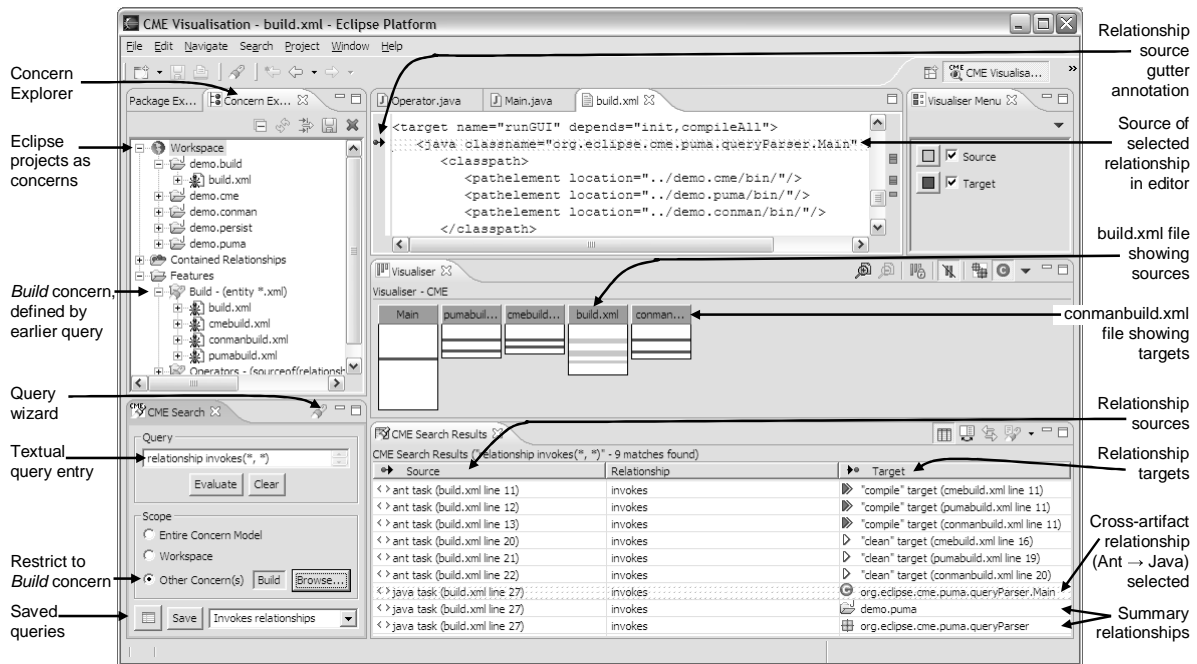 Concern
Explorer
Eclipse
projects as
concerns
Build concern,
defined by
earlier query
Query
wizard
Textual
query entry
Restrict to
Build concern
Saved
queries
CME Visualisation - build.xml - Eclipse Platform
File Edit Navigate Search Project Window Help
CME Visualisa... »
Package Ex... Concern Ex...
Workspace
demo.build
build.xml
demo.cme
demo.conman
demo.persist
demo.puma
Contained Relationships
Features
Build - (entity *.xml)
build.xml
cmebuild.xml
conmanbuild.xml
pumabuild.xml
Operators - (sourceof(relationsh
Operator.java Main.java build.xml
<target name="runGUI" depends="init,compileAll">
<java classname="org.eclipse.cme.puma.queryParser.Main"
<classpath>
<pathelement location="../demo.cme/bin/"/>
<pathelement location="../demo.puma/bin/"/>
<pathelement location="../demo.conman/bin/"/>
</classpath>
Visualiser Menu
Source
Target
Visualiser
Visualiser - CME
Main pumabuil... cmebuild... build.xml conman...
CME Search
Query
relationship invokes(*, *)
Evaluate Clear
Scope
Entire Concern Model
Workspace
Other Concern(s) Build Browse...
Save Invokes relationships
CME Search Results
CME Search Results ("relationship invokes(*, *)" - 9 matches found)
Source Relationship Target
ant task (build.xml line 11) invokes "compile" target (cmebuild.xml line 11)
ant task (build.xml line 12) invokes "compile" target (pumabuild.xml line 11)
ant task (build.xml line 13) invokes "compile" target (conmanbuild.xml line 11)
ant task (build.xml line 20) invokes "clean" target (cmebuild.xml line 16)
ant task (build.xml line 21) invokes "clean" target (pumabuild.xml line 19)
ant task (build.xml line 22) invokes "clean" target (conmanbuild.xml line 20)
java task (build.xml line 27) invokes org.eclipse.cme.puma.queryParser.Main
java task (build.xml line 27) invokes demo.puma
java task (build.xml line 27) invokes org.eclipse.cme.puma.queryParser
Relationship
source
gutter
annotation
Source of
selected
relationship
in editor
build.xml file
showing
sources
conmanbuild.xml
file showing
targets
Relationship
sources
Relationship
targets
Cross-artifact
relationship
(Ant → Java)
selected
Summary
relationships